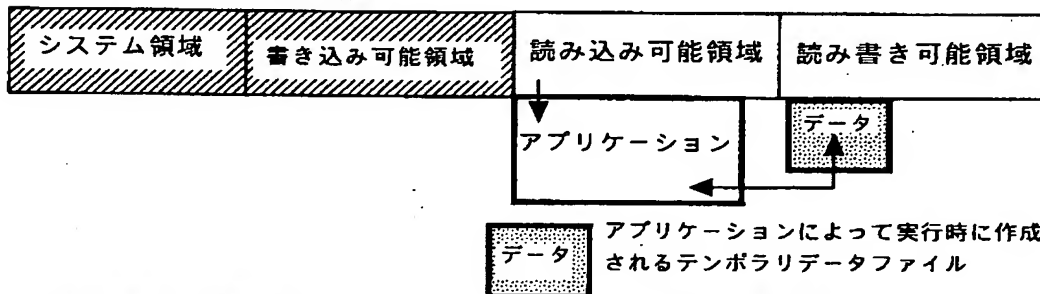 システム領域
書き込み可能領域
読み込み可能領域
読み書き可能領域
アプリケーション
データ
データ
アプリケーションによって実行時に作成
されるテンポラリデータファイル